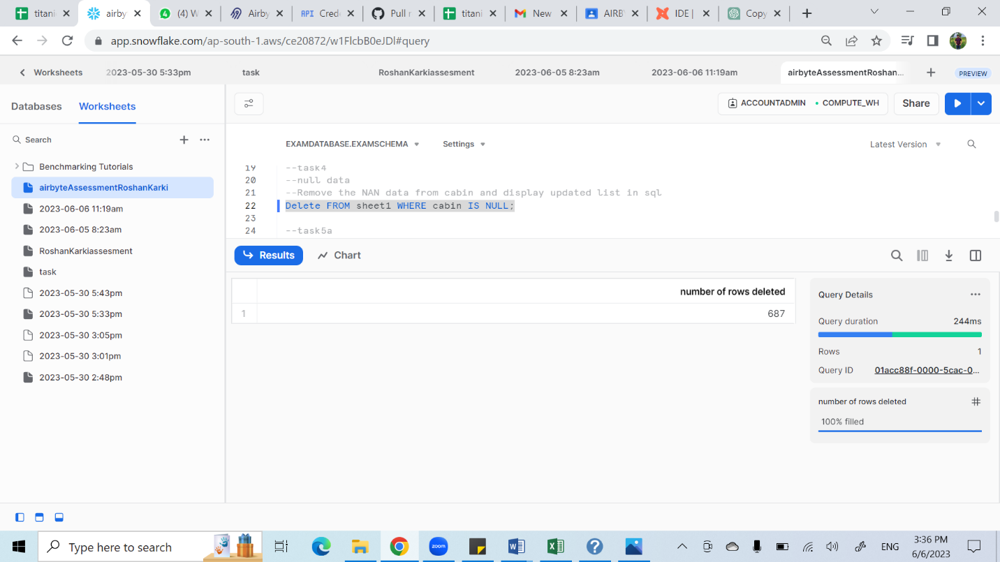 titani
airby
(4) W
Airby
API Cred
Pull r
titani
New
AIRB
IDE |
Copy
app.snowflake.com/ap-south-1.aws/ce20872/w1FlcbB0eJDl#query
Worksheets
2023-05-30 5:33pm
task
RoshanKarkiassesment
2023-06-05 8:23am
2023-06-06 11:19am
airbyteAssessmentRoshan...
PREVIEW
Databases
Worksheets
ACCOUNTADMIN
COMPUTE_WH
Share
Search
EXAMDATABASE.EXAMSCHEMA
Settings
Latest Version
Benchmarking Tutorials
airbyteAssessmentRoshanKarki
2023-06-06 11:19am
2023-06-05 8:23am
RoshanKarkiassesment
task
2023-05-30 5:43pm
2023-05-30 5:33pm
2023-05-30 3:05pm
2023-05-30 3:01pm
2023-05-30 2:48pm
19 --task4
20 --null data
21 --Remove the NAN data from cabin and display updated list in sql
22 Delete FROM sheet1 WHERE cabin IS NULL;
23
24 --task5a
Results
Chart
number of rows deleted
1 687
Query Details
Query duration 244ms
Rows 1
Query ID 01acc88f-0000-5cac-0...
number of rows deleted
100% filled
Type here to search
zoom
ENG
3:36 PM
6/6/2023